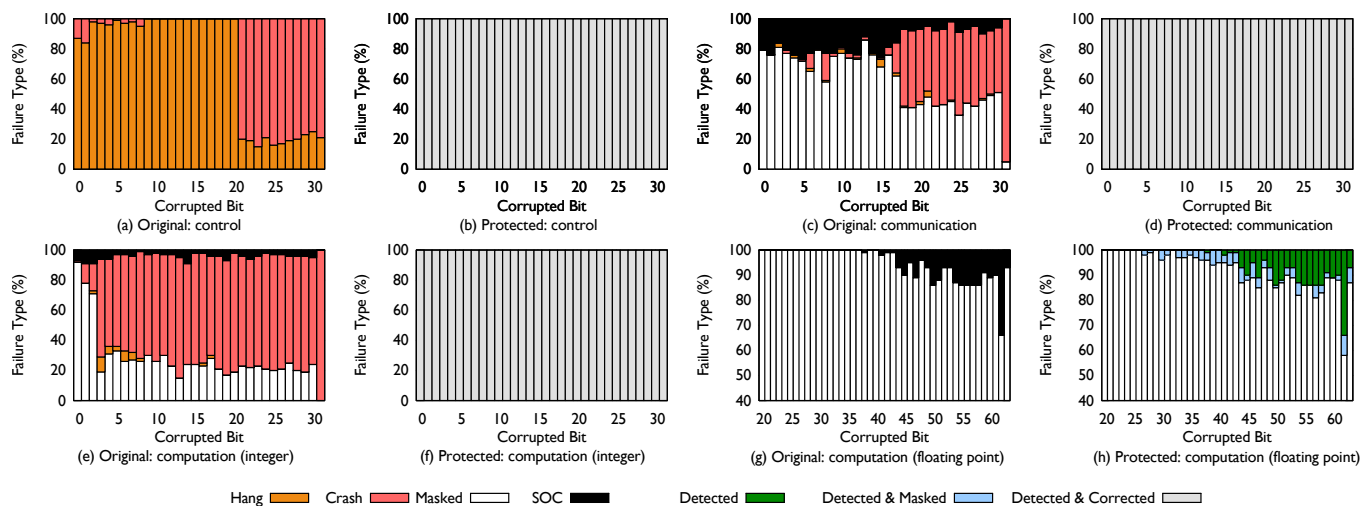 Failure Type (%)
100
80
60
40
20
0
0 5 10 15 20 25 30
Corrupted Bit
(a) Original: control
Failure Type (%)
100
80
60
40
20
0
0 5 10 15 20 25 30
Corrupted Bit
(b) Protected: control
Failure Type (%)
100
80
60
40
20
0
0 5 10 15 20 25 30
Corrupted Bit
(c) Original: communication
Failure Type (%)
100
80
60
40
20
0
0 5 10 15 20 25 30
Corrupted Bit
(d) Protected: communication
Failure Type (%)
100
80
60
40
20
0
0 5 10 15 20 25 30
Corrupted Bit
(e) Original: computation (integer)
Failure Type (%)
100
80
60
40
20
0
0 5 10 15 20 25 30
Corrupted Bit
(f) Protected: computation (integer)
Failure Type (%)
100
90
80
70
60
50
40
20 25 30 35 40 45 50 55 60
Corrupted Bit
(g) Original: computation (floating point)
Failure Type (%)
100
90
80
70
60
50
40
20 25 30 35 40 45 50 55 60
Corrupted Bit
(h) Protected: computation (floating point)
Hang Crash Masked SOC Detected Detected & Masked Detected & Corrected